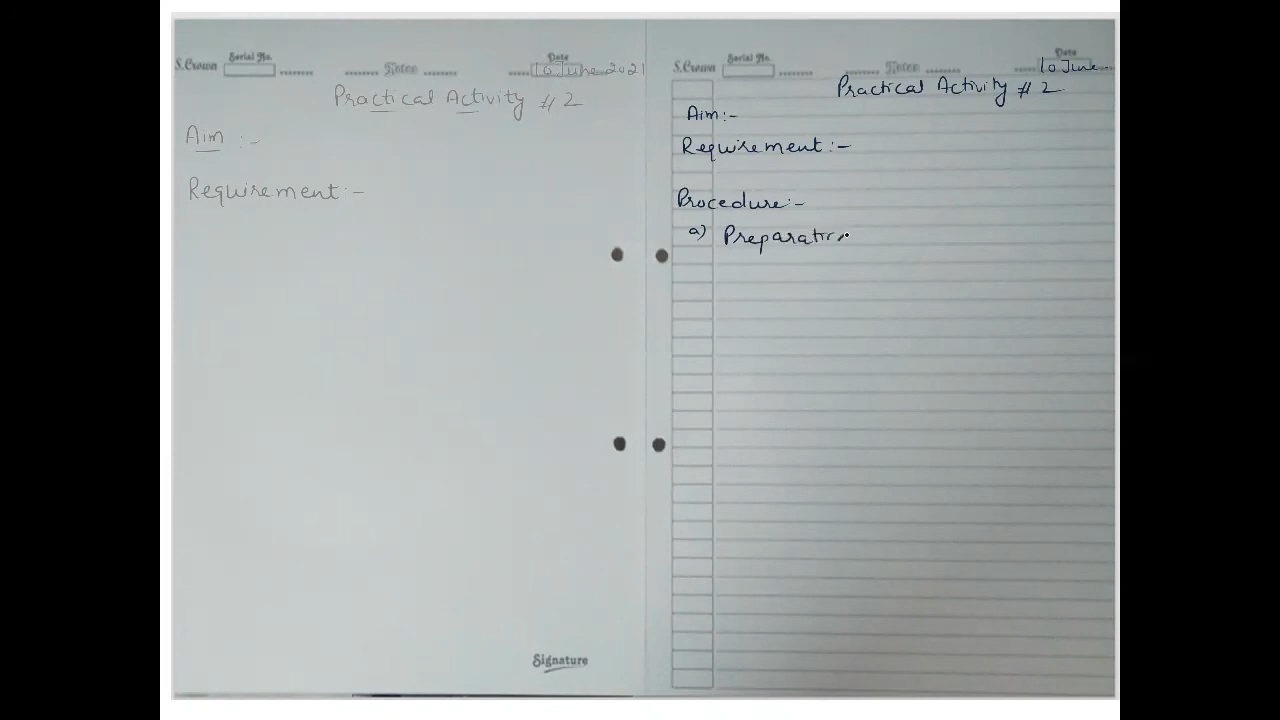 Serial No.
Date
S.Crown
Notes
10 June 2021
Practical Activity # 2
Aim :-
Requirement :-
Signature
Serial No.
Date
S.Crown
Notes
10 June
Practical Activity # 2
Aim :-
Requirement :-
Procedure :-
a) Preparation